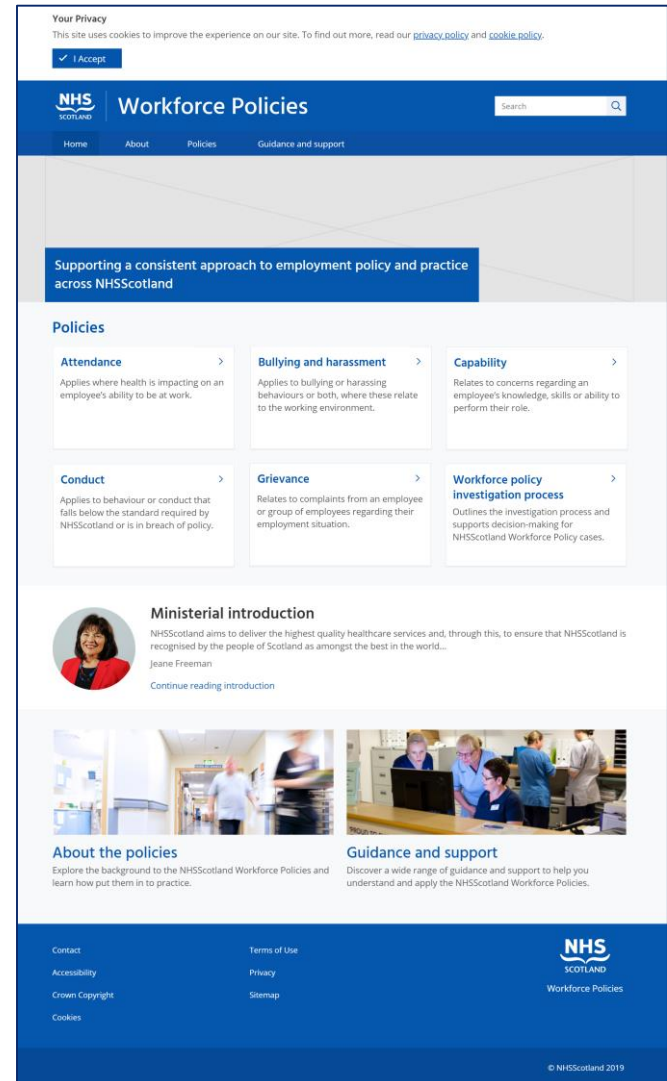 Your Privacy
This site uses cookies to improve the experience on our site. To find out more, read our privacy policy and cookie policy.
✓ I Accept
NHS
SCOTLAND
Workforce Policies
Search
Home
About
Policies
Guidance and support
Supporting a consistent approach to employment policy and practice
across NHSScotland
Policies
Attendance
Applies where health is impacting on an
employee's ability to be at work.
Bullying and harassment
Applies to bullying or harassing
behaviours or both, where these relate
to the working environment.
Capability
Relates to concerns regarding an
employee's knowledge, skills or ability to
perform their role.
Conduct
Applies to behaviour or conduct that
falls below the standard required by
NHSScotland or is in breach of policy.
Grievance
Relates to complaints from an employee
or group of employees regarding their
employment situation.
Workforce policy
investigation process
Outlines the investigation process and
supports decision-making for
NHSScotland Workforce Policy cases.
Ministerial introduction
NHSScotland aims to deliver the highest quality healthcare services and, through this, to ensure that NHSScotland is
recognised by the people of Scotland as amongst the best in the world...
Jeane Freeman
Continue reading introduction
PROUD TO
About the policies
Explore the background to the NHSScotland Workforce Policies and
learn how put them in to practice.
Guidance and support
Discover a wide range of guidance and support to help you
understand and apply the NHSScotland Workforce Policies.
Contact
Accessibility
Crown Copyright
Cookies
Terms of Use
Privacy
Sitemap
NHS
SCOTLAND
Workforce Policies
© NHSScotland 2019